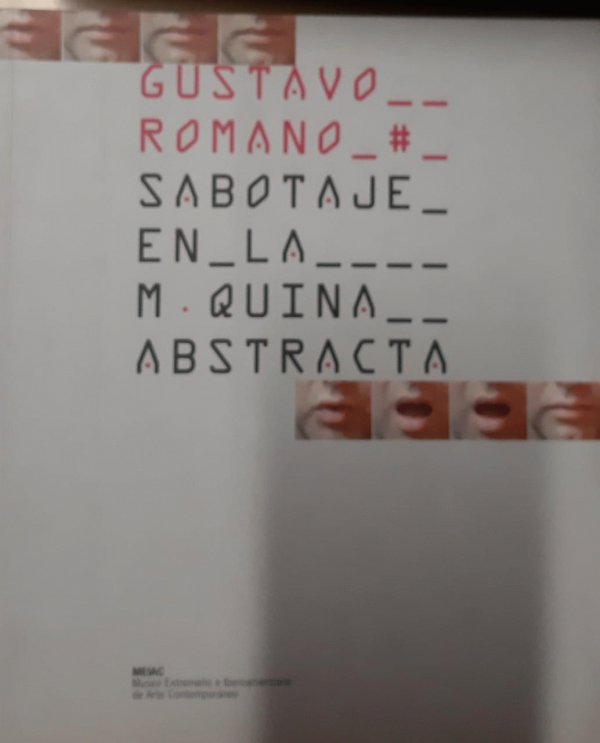 GUSTAVO__
ROMANO_#_
SABOTAJE_
EN_LA____
M.QUINA__
ABSTRACTA
MEIAC
Museo Extremeño e Iberoamericano
de Arte Contemporáneo